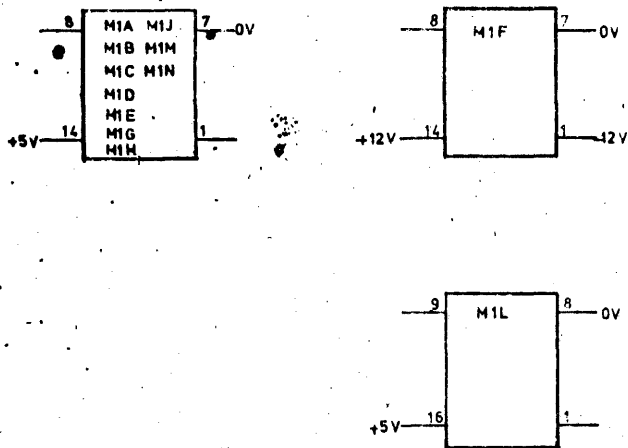 8 M1A M1J 7 0V
M1B M1M
M1C M1N
M1D
M1E
+5V 14 M1G 1
M1H
8 M1F 7 0V
+12V 14 1 -12V
9 M1L 8 0V
+5V 16 1